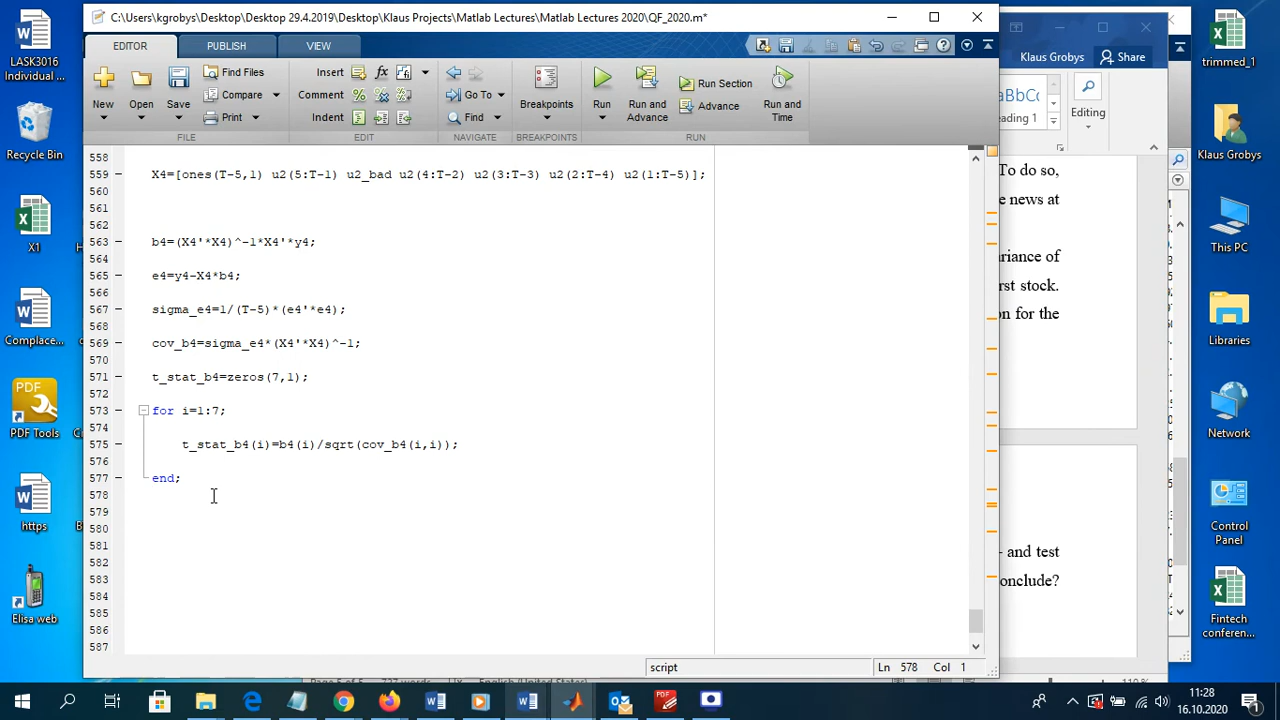 C:\Users\kgrobys\Desktop\Desktop 29.4.2019\Desktop\Klaus Projects\Matlab Lectures\Matlab Lectures 2020\QF_2020.m*
EDITOR PUBLISH VIEW
New Open Save Find Files Compare Print
Insert Comment Indent
Go To Find
Breakpoints
Run Run and Advance Run Section Advance Run and Time
FILE EDIT NAVIGATE BREAKPOINTS RUN
558
559 X4=[ones(T-5,1) u2(5:T-1) u2_bad u2(4:T-2) u2(3:T-3) u2(2:T-4) u2(1:T-5)];
560
561
562
563 b4=(X4'*X4)^-1*X4'*y4;
564
565 e4=y4-X4*b4;
566
567 sigma_e4=1/(T-5)*(e4'*e4);
568
569 cov_b4=sigma_e4*(X4'*X4)^-1;
570
571 t_stat_b4=zeros(7,1);
572
573 for i=1:7;
574
575 t_stat_b4(i)=b4(i)/sqrt(cov_b4(i,i));
576
577 end;
578
579
580
581
582
583
584
585
586
587
script
Ln 578 Col 1
LASK3016 Individual ...
Recycle Bin
X1
Complace...
PDF
PDF Tools
https
Elisa web
Klaus Grobys Share
AaBbC
eading 1
Editing
To do so,
e news at
ariance of
rst stock.
on for the
- and test
conclude?
trimmed_1
Klaus Grobys
This PC
Libraries
Network
Control Panel
Fintech conferen...
110 %
11:28
16.10.2020